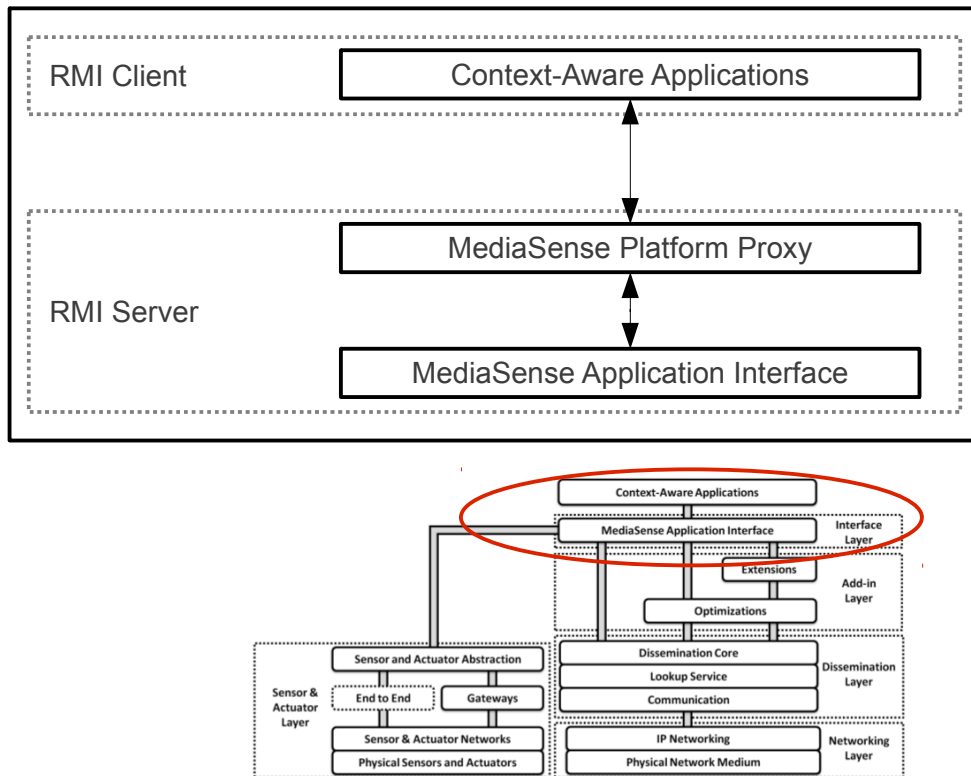 RMI Client
Context-Aware Applications
MediaSense Platform Proxy
RMI Server
MediaSense Application Interface
Context-Aware Applications
MediaSense Application Interface
Interface
Layer
Extensions
Add-in
Layer
Optimizations
Sensor and Actuator Abstraction
Dissemination Core
Sensor &
Actuator
Layer
End to End
Gateways
Lookup Service
Dissemination
Layer
Communication
Sensor & Actuator Networks
IP Networking
Networking
Layer
Physical Sensors and Actuators
Physical Network Medium